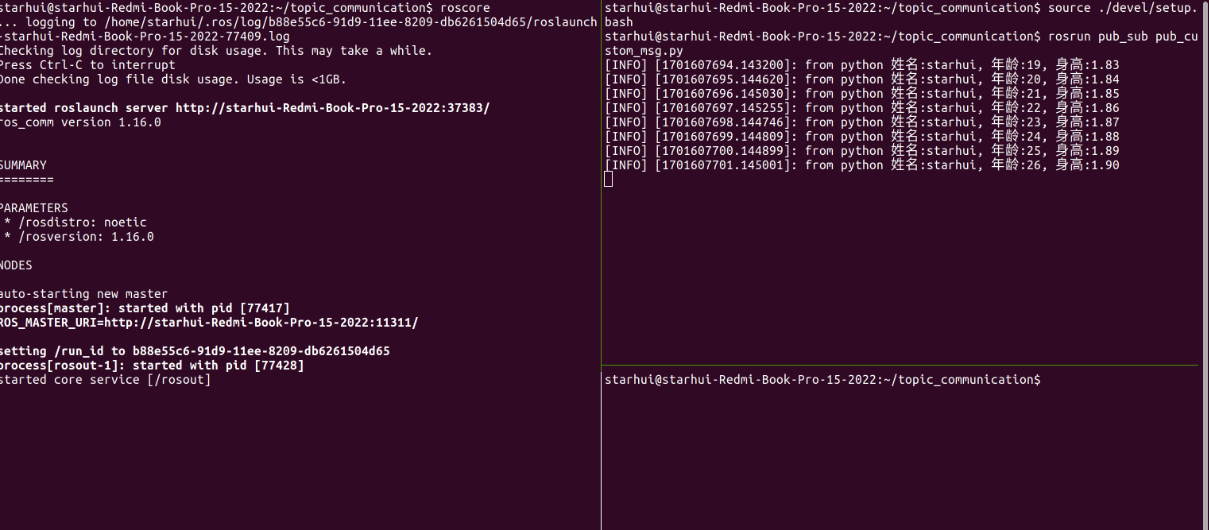 starhui@starhui-Redmi-Book-Pro-15-2022:~/topic_communication$ roscore
... logging to /home/starhui/.ros/log/b88e55c6-91d9-11ee-8209-db6261504d65/roslaunch
-starhui-Redmi-Book-Pro-15-2022-77409.log
Checking log directory for disk usage. This may take a while.
Press Ctrl-C to interrupt
Done checking log file disk usage. Usage is <1GB.
started roslaunch server http://starhui-Redmi-Book-Pro-15-2022:37383/
ros_comm version 1.16.0
SUMMARY
========
PARAMETERS
* /rosdistro: noetic
* /rosversion: 1.16.0
NODES
auto-starting new master
process[master]: started with pid [77417]
ROS_MASTER_URI=http://starhui-Redmi-Book-Pro-15-2022:11311/
setting /run_id to b88e55c6-91d9-11ee-8209-db6261504d65
process[rosout-1]: started with pid [77428]
started core service [/rosout]
starhui@starhui-Redmi-Book-Pro-15-2022:~/topic_communication$ source ./devel/setup.
bash
starhui@starhui-Redmi-Book-Pro-15-2022:~/topic_communication$ rosrun pub_sub pub_cu
stom_msg.py
[INFO] [1701607694.143200]: from python 姓名:starhui, 年龄:19, 身高:1.83
[INFO] [1701607695.144620]: from python 姓名:starhui, 年龄:20, 身高:1.84
[INFO] [1701607696.145030]: from python 姓名:starhui, 年龄:21, 身高:1.85
[INFO] [1701607697.145255]: from python 姓名:starhui, 年龄:22, 身高:1.86
[INFO] [1701607698.144746]: from python 姓名:starhui, 年龄:23, 身高:1.87
[INFO] [1701607699.144809]: from python 姓名:starhui, 年龄:24, 身高:1.88
[INFO] [1701607700.144899]: from python 姓名:starhui, 年龄:25, 身高:1.89
[INFO] [1701607701.145001]: from python 姓名:starhui, 年龄:26, 身高:1.90
starhui@starhui-Redmi-Book-Pro-15-2022:~/topic_communication$